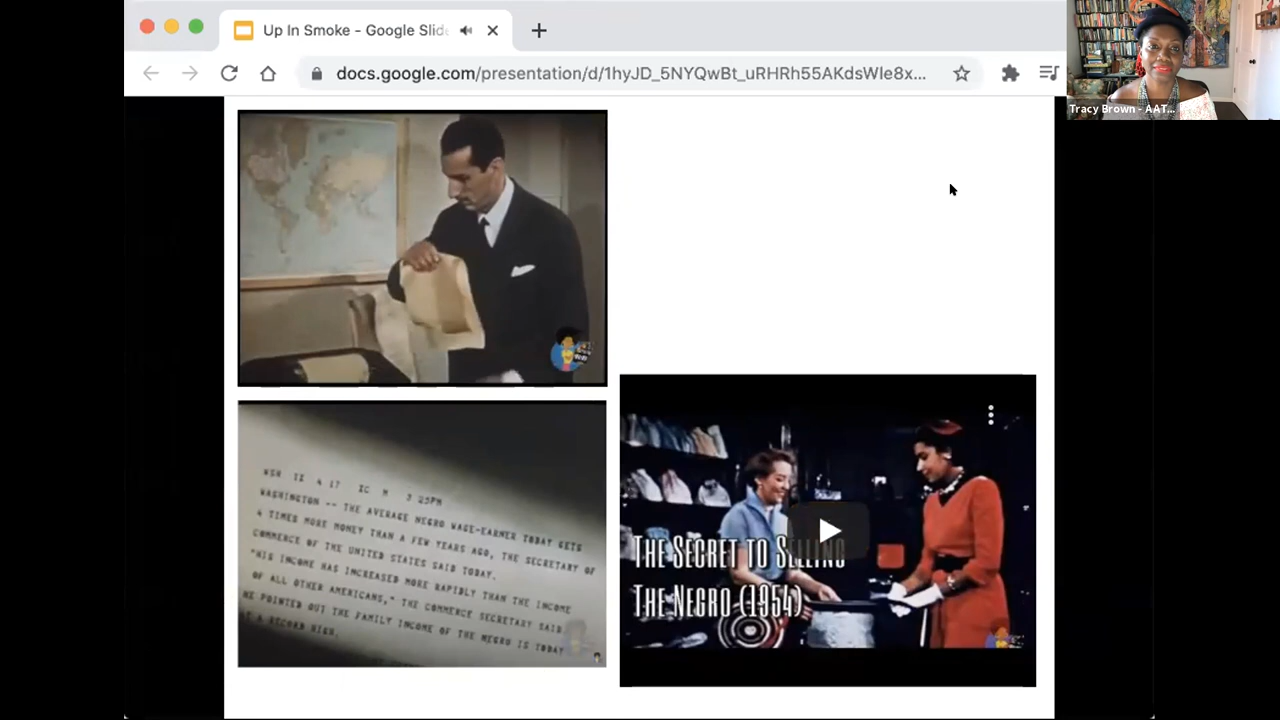 Up In Smoke - Google Slid
docs.google.com/presentation/d/1hyJD_5NYQwBt_uRHRh55AKdsWIe8x...
Tracy Brown - AAT...
WASHINGTON -- THE AVERAGE NEGRO WAGE-EARNER TODAY GETS
4 TIMES MORE MONEY THAN A FEW YEARS AGO, THE SECRETARY OF
COMMERCE OF THE UNITED STATES SAID TODAY.
"HIS INCOME HAS INCREASED MORE RAPIDLY THAN THE INCOME
OF ALL OTHER AMERICANS," THE COMMERCE SECRETARY SAID
HE POINTED OUT THE FAMILY INCOME OF THE NEGRO IS TODAY
A RECORD HIGH.
THE SECRET TO SELLING
THE NEGRO (1954)